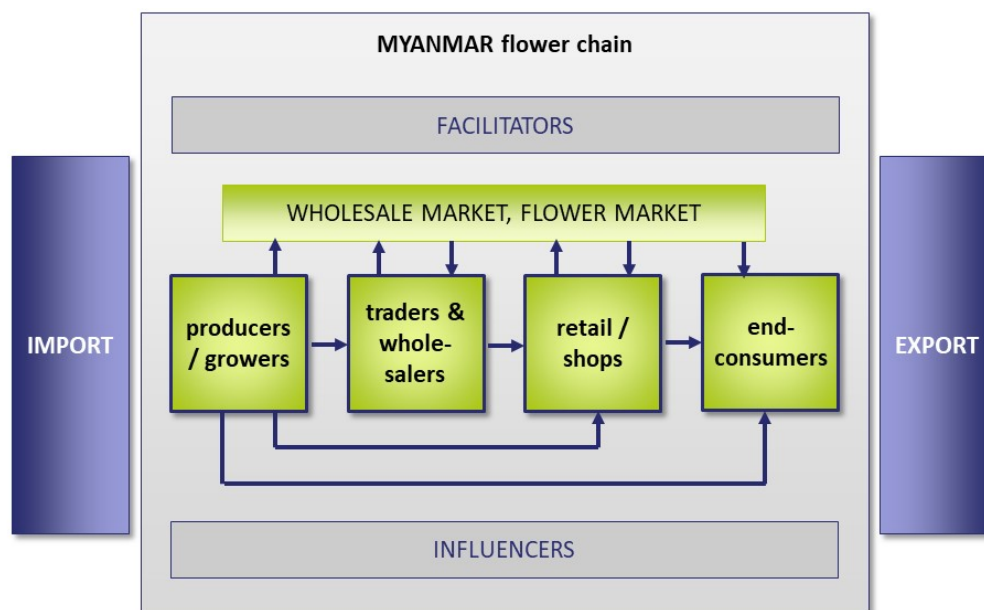 MYANMAR flower chain
FACILITATORS
WHOLESALE MARKET, FLOWER MARKET
IMPORT
producers
/ growers
traders &
whole-
salers
retail /
shops
end-
consumers
EXPORT
INFLUENCERS